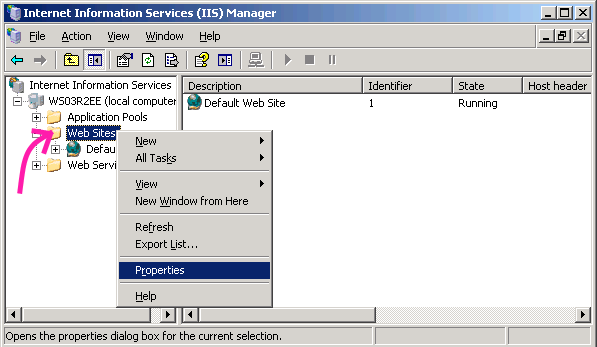 Internet Information Services (IIS) Manager
File Action View Window Help
Internet Information Services
WS03R2EE (local computer
Application Pools
Web Sites
Defau
Web Servi
Description Identifier State Host header
Default Web Site 1 Running
New
All Tasks
View
New Window from Here
Refresh
Export List...
Properties
Help
Opens the properties dialog box for the current selection.